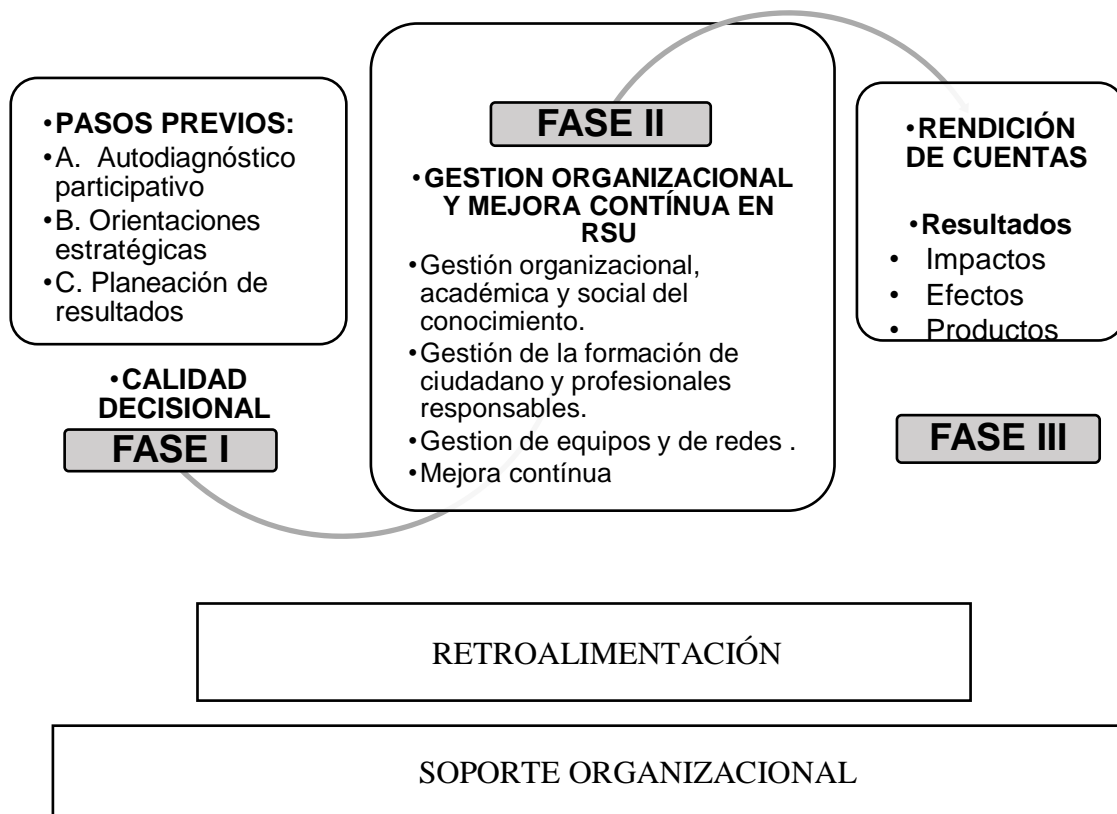 •PASOS PREVIOS:
•A. Autodiagnóstico
participativo
•B. Orientaciones
estratégicas
•C. Planeación de
resultados
•CALIDAD
DECISIONAL
FASE I
FASE II
•GESTION ORGANIZACIONAL
Y MEJORA CONTÍNUA EN
RSU
•Gestión organizacional,
académica y social del
conocimiento.
•Gestión de la formación de
ciudadano y profesionales
responsables.
•Gestion de equipos y de redes .
•Mejora contínua
•RENDICIÓN
DE CUENTAS
•Resultados
• Impactos
• Efectos
• Productos
FASE III
RETROALIMENTACIÓN
SOPORTE ORGANIZACIONAL